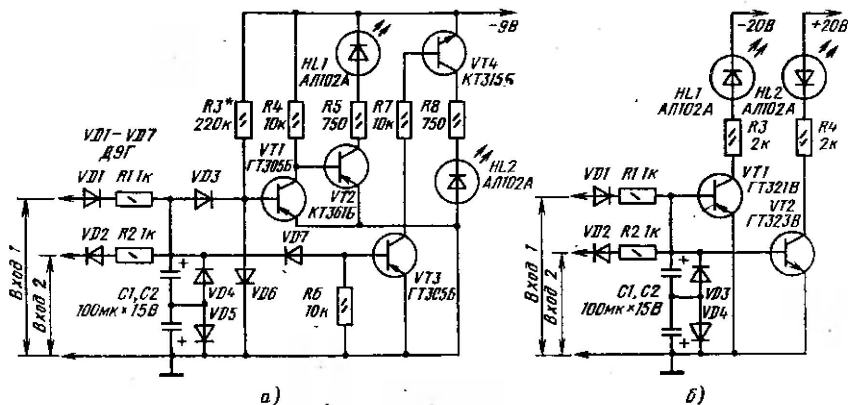 -9В
-20В
+20В
HL1
АЛ102А
VT4
КТ315Б
HL1
АЛ102А
HL2
АЛ102А
R3*
220к
R4
10к
R5
750
R7
10к
R8
750
R3
2к
R4
2к
VD1-VD7
Д9Г
VT1
ГТ305Б
VT2
КТ361Б
HL2
АЛ102А
VD1
R1 1к
VD3
VD1
R1 1к
VT1
ГТ321В
VT2
ГТ323В
VD2
R2 1к
VD7
VT3
ГТ305Б
VD2
R2 1к
Вход 1
Вход 2
C1, C2
100мк×15В
+
+
VD4
VD5
VD6
R6
10к
Вход 1
Вход 2
C1, C2
100мк×15В
+
+
VD3
VD4
а)
б)